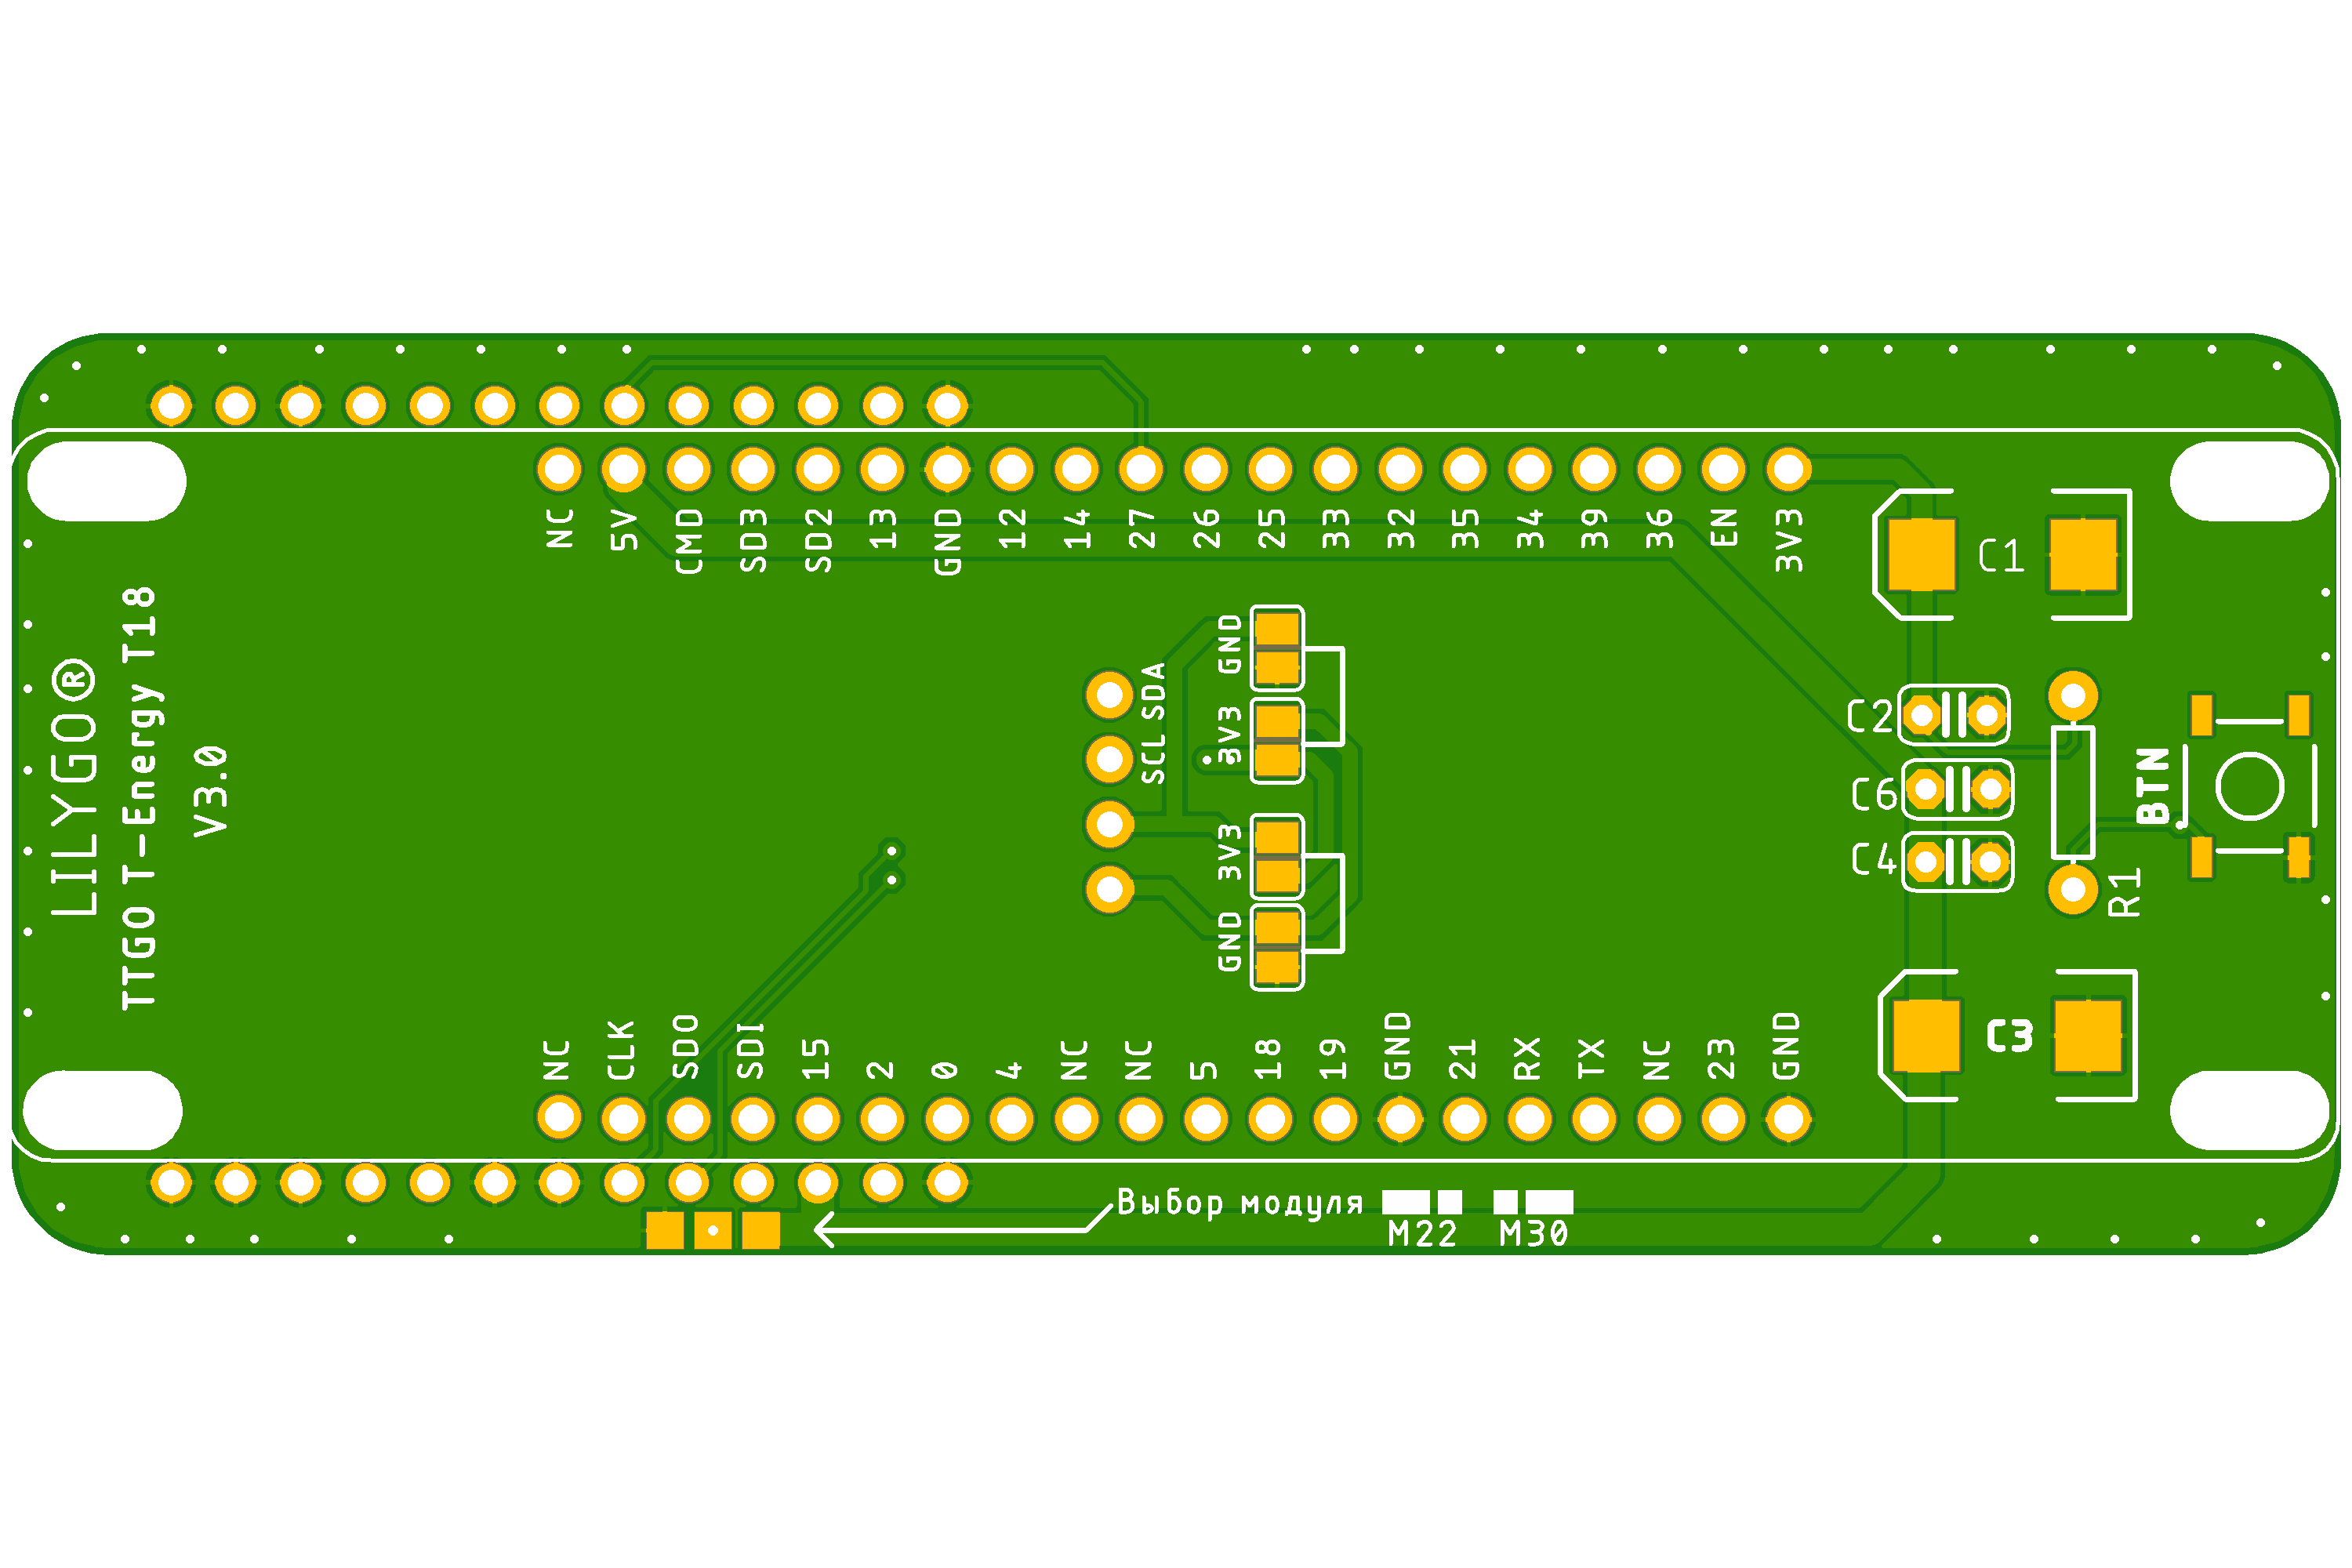 LILYGO®
TTGO T-Energy T18
V3.0
NC
5V
CMD
SD3
SD2
13
GND
12
14
27
26
25
33
32
35
34
39
36
EN
3V3
C1
SCL SDA
GND
3V3
3V3
GND
C2
C6
C4
R1
BTN
C3
NC
CLK
SDO
SDI
15
2
0
4
NC
NC
5
18
19
GND
21
RX
TX
NC
23
GND
Выбор модуля
M22 M30